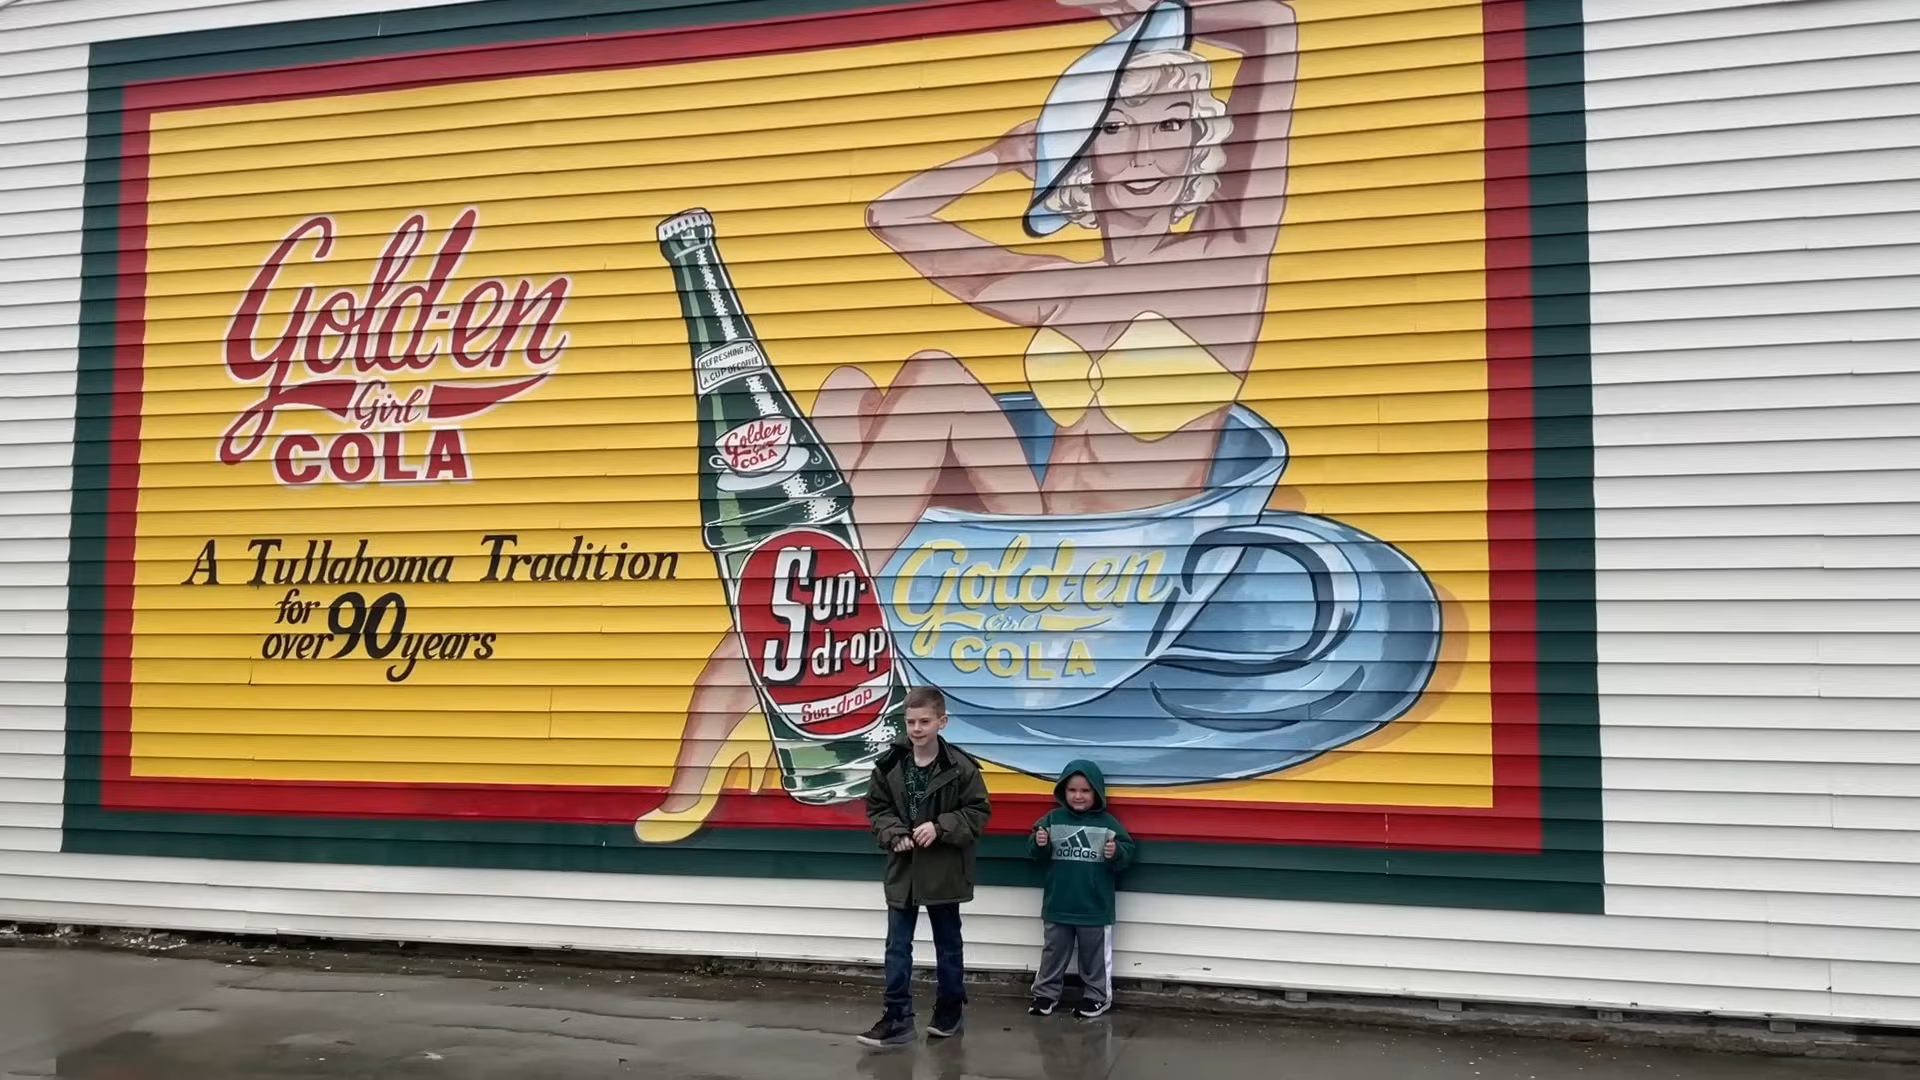 Gold-en
Girl
COLA
A Tullahoma Tradition
for
over 90 years
REFRESHING AS
A CUP OF COFFEE
Golden
Girl
COLA
Sun-
drop
Sun-drop
Gold-en
Girl
COLA
adidas